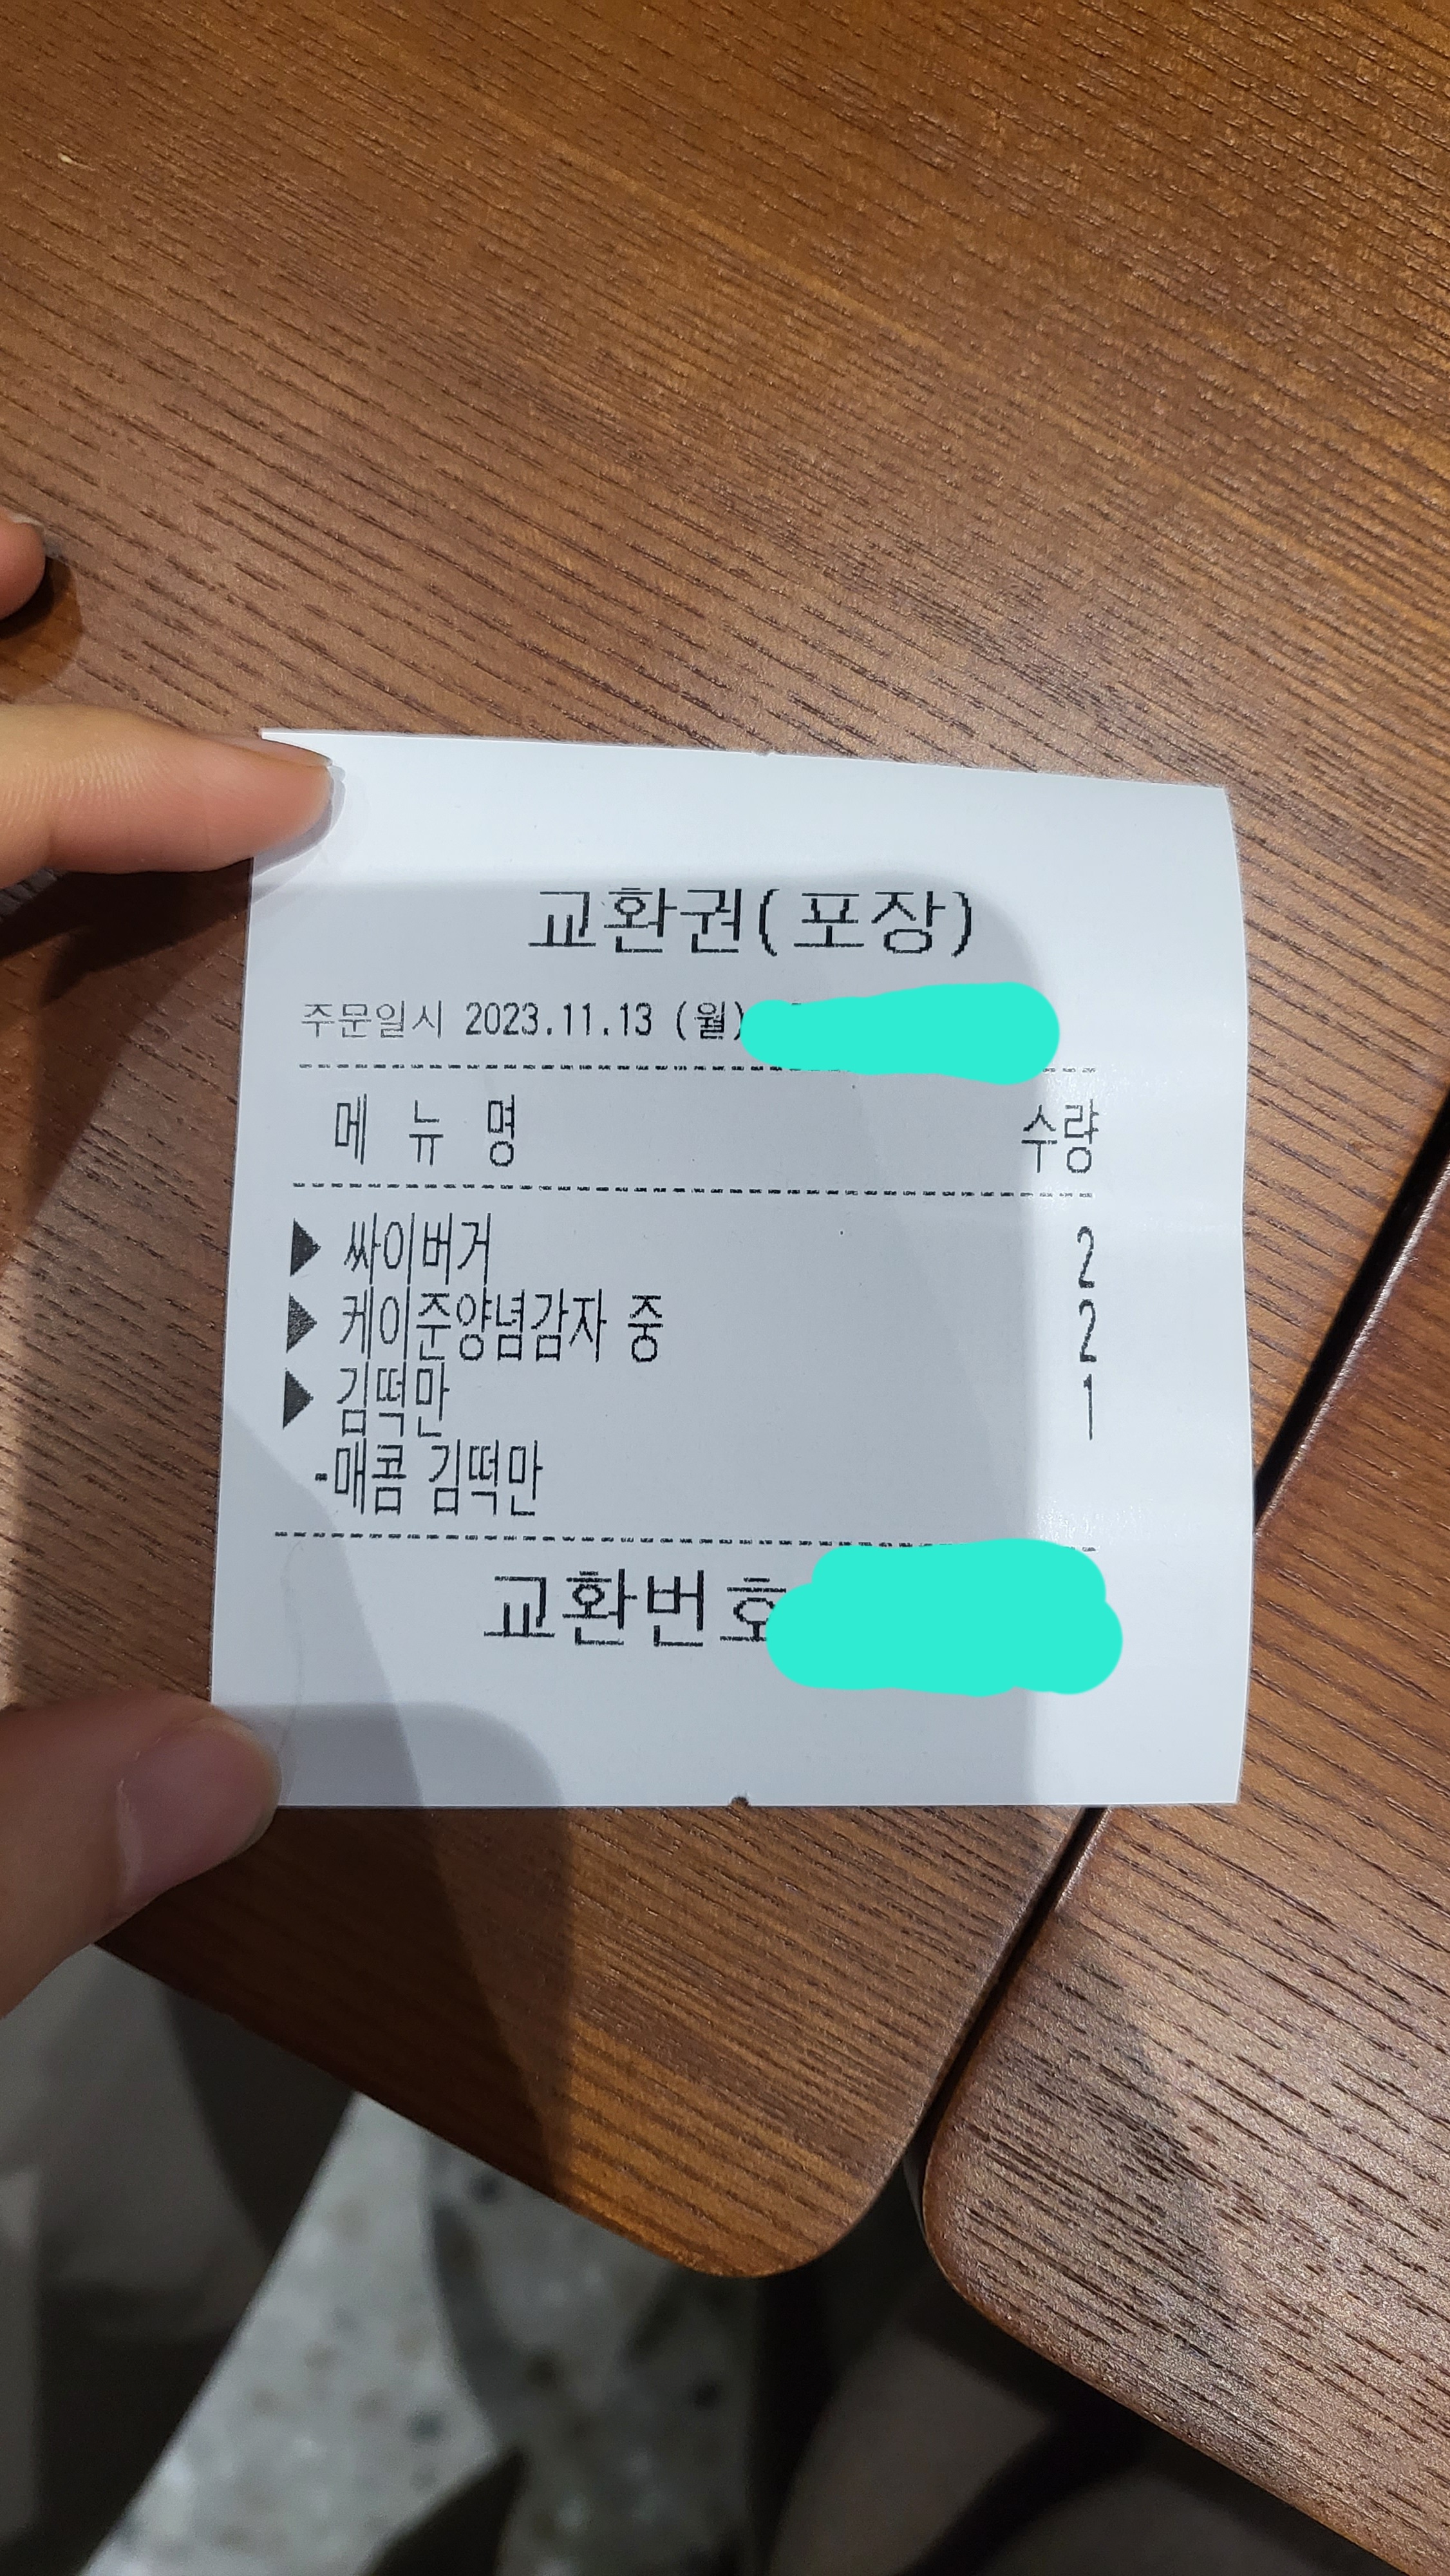 교환권(포장)
주문일시 2023.11.13 (월)
메 뉴 명 수량
▶ 싸이버거 2
▶ 케이준양념감자 중 2
▶ 김떡만 1
-매콤 김떡만
교환번호